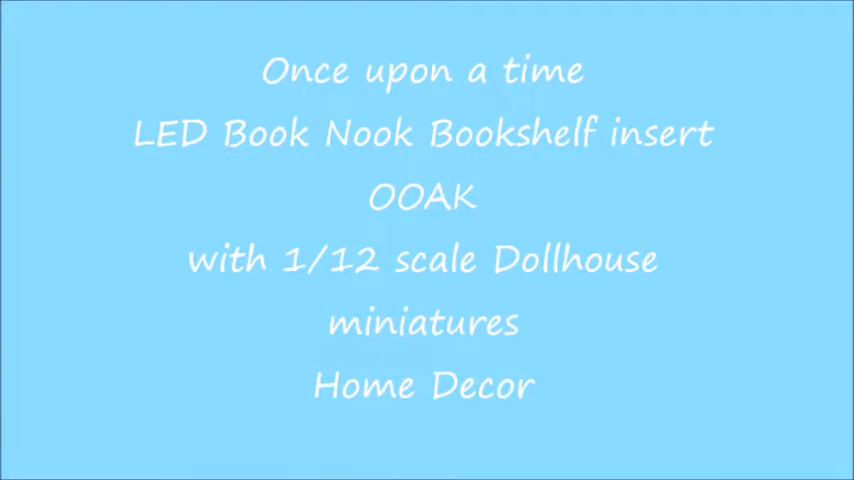 Once upon a time
LED Book Nook Bookshelf insert
OOAK
with 1/12 scale Dollhouse
miniatures
Home Decor